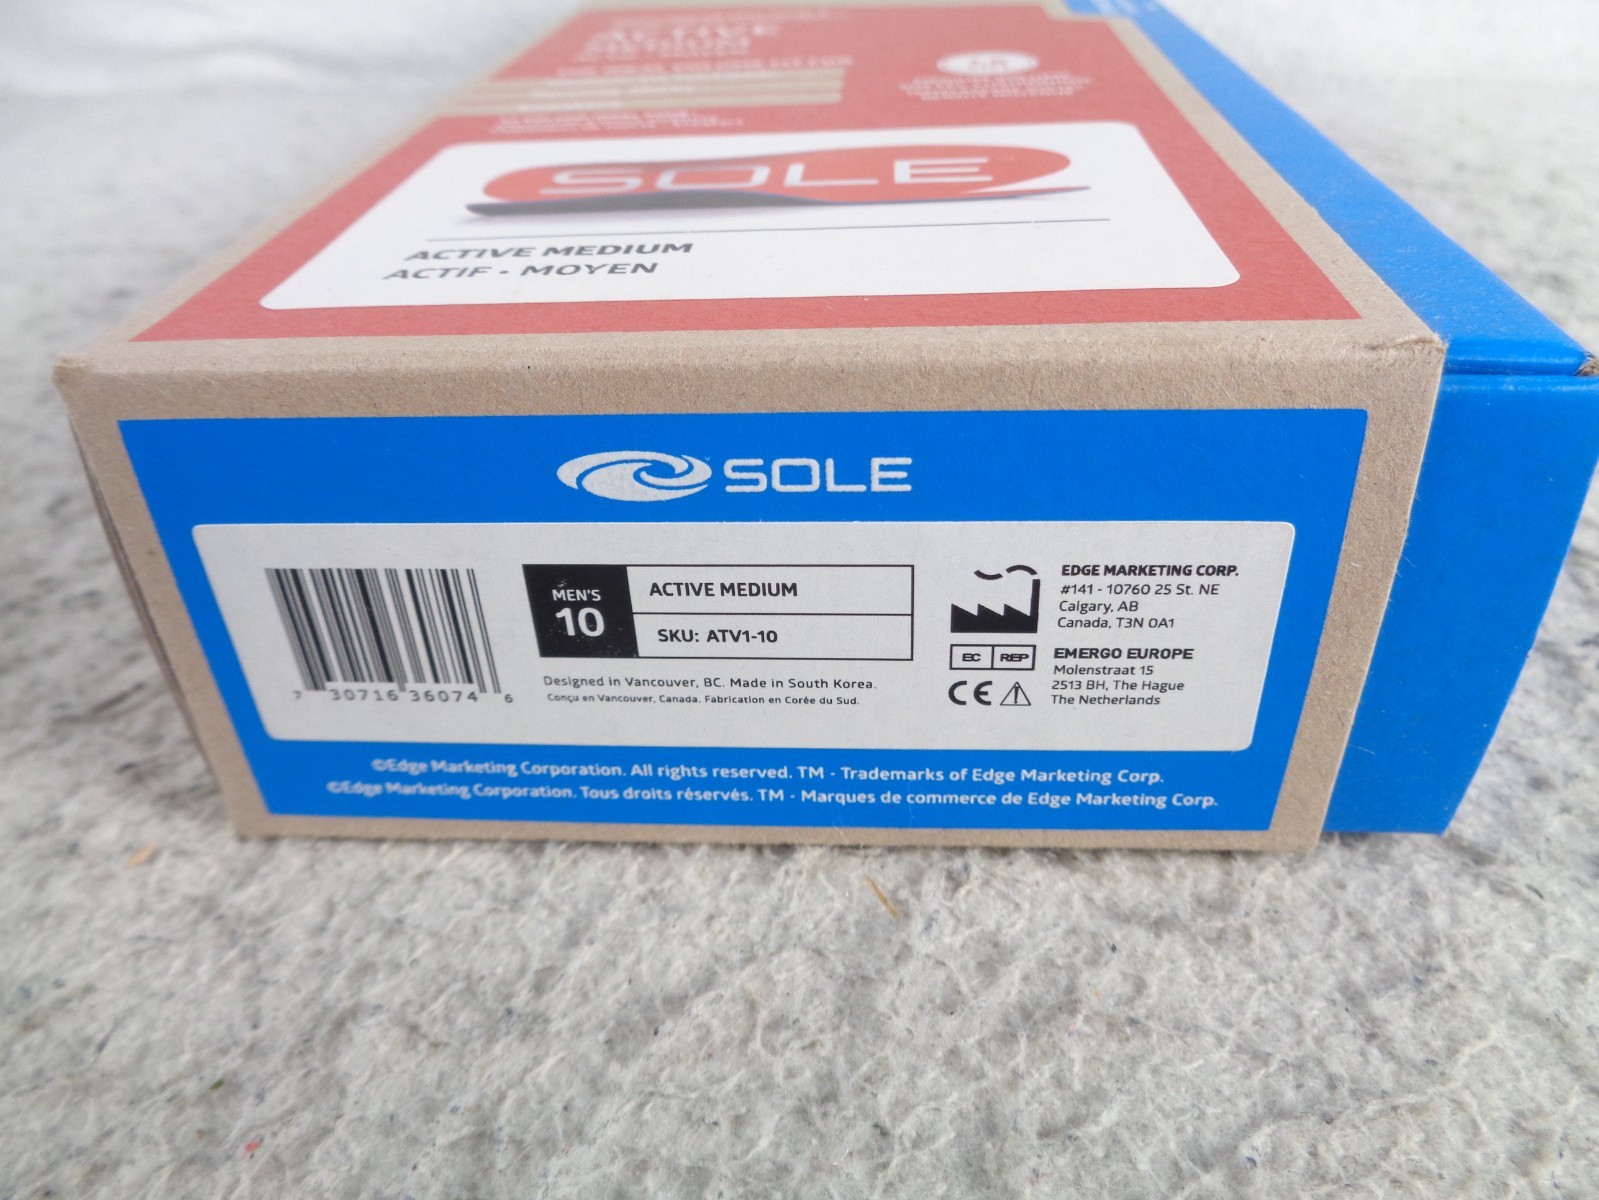 ACTIVE
MEDIUM
SOLE
ACTIVE MEDIUM
ACTIF - MOYEN
SOLE
7 30716 36074 6
MEN'S
10
ACTIVE MEDIUM
SKU: ATV1-10
Designed in Vancouver, BC. Made in South Korea.
Conçu en Vancouver, Canada. Fabrication en Corée du Sud.
EDGE MARKETING CORP.
#141 - 10760 25 St. NE
Calgary, AB
Canada, T3N 0A1
EC REP
EMERGO EUROPE
Molenstraat 15
2513 BH, The Hague
The Netherlands
CE
©Edge Marketing Corporation. All rights reserved. TM - Trademarks of Edge Marketing Corp.
©Edge Marketing Corporation. Tous droits réservés. TM - Marques de commerce de Edge Marketing Corp.